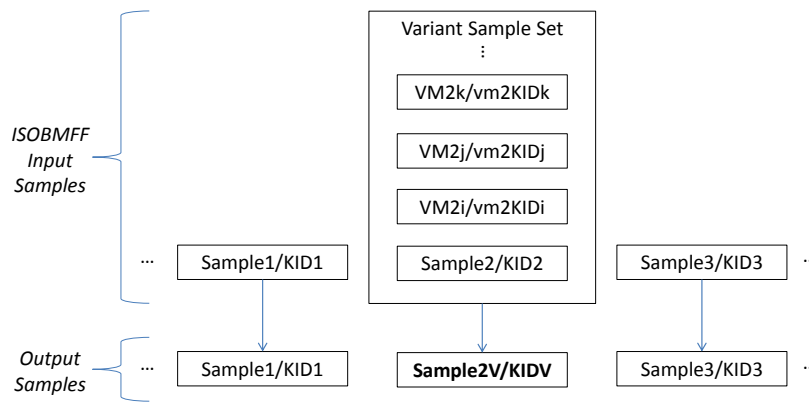 Variant Sample Set
⋮
VM2k/vm2KIDk
VM2j/vm2KIDj
VM2i/vm2KIDi
ISOBMFF
Input
Samples
... Sample1/KID1 Sample2/KID2 Sample3/KID3 ..
Output
Samples
... Sample1/KID1 Sample2V/KIDV Sample3/KID3 ..